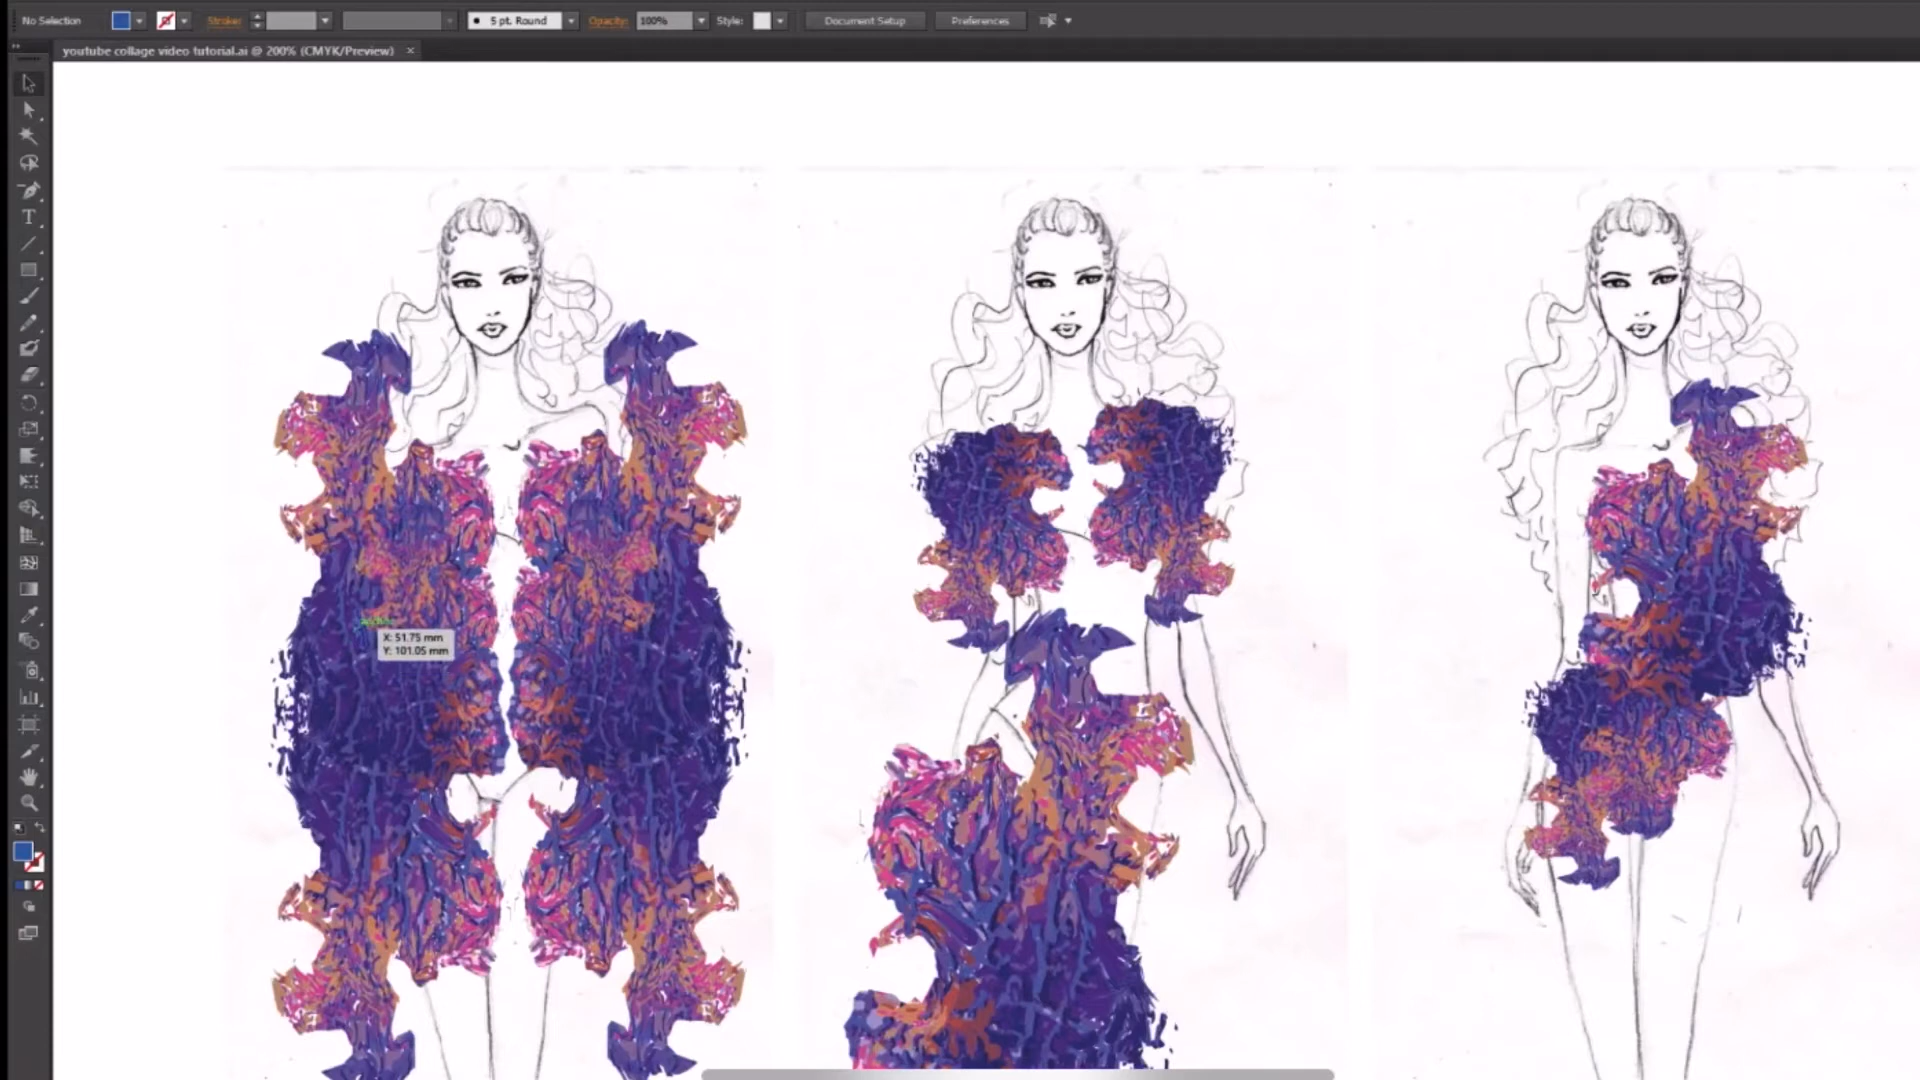 No Selection
Stroke:
5 pt. Round
Opacity:
100%
Style:
Document Setup
Preferences
youtube collage video tutorial.ai @ 200% (CMYK/Preview)
X: 51.75 mm
Y: 101.05 mm